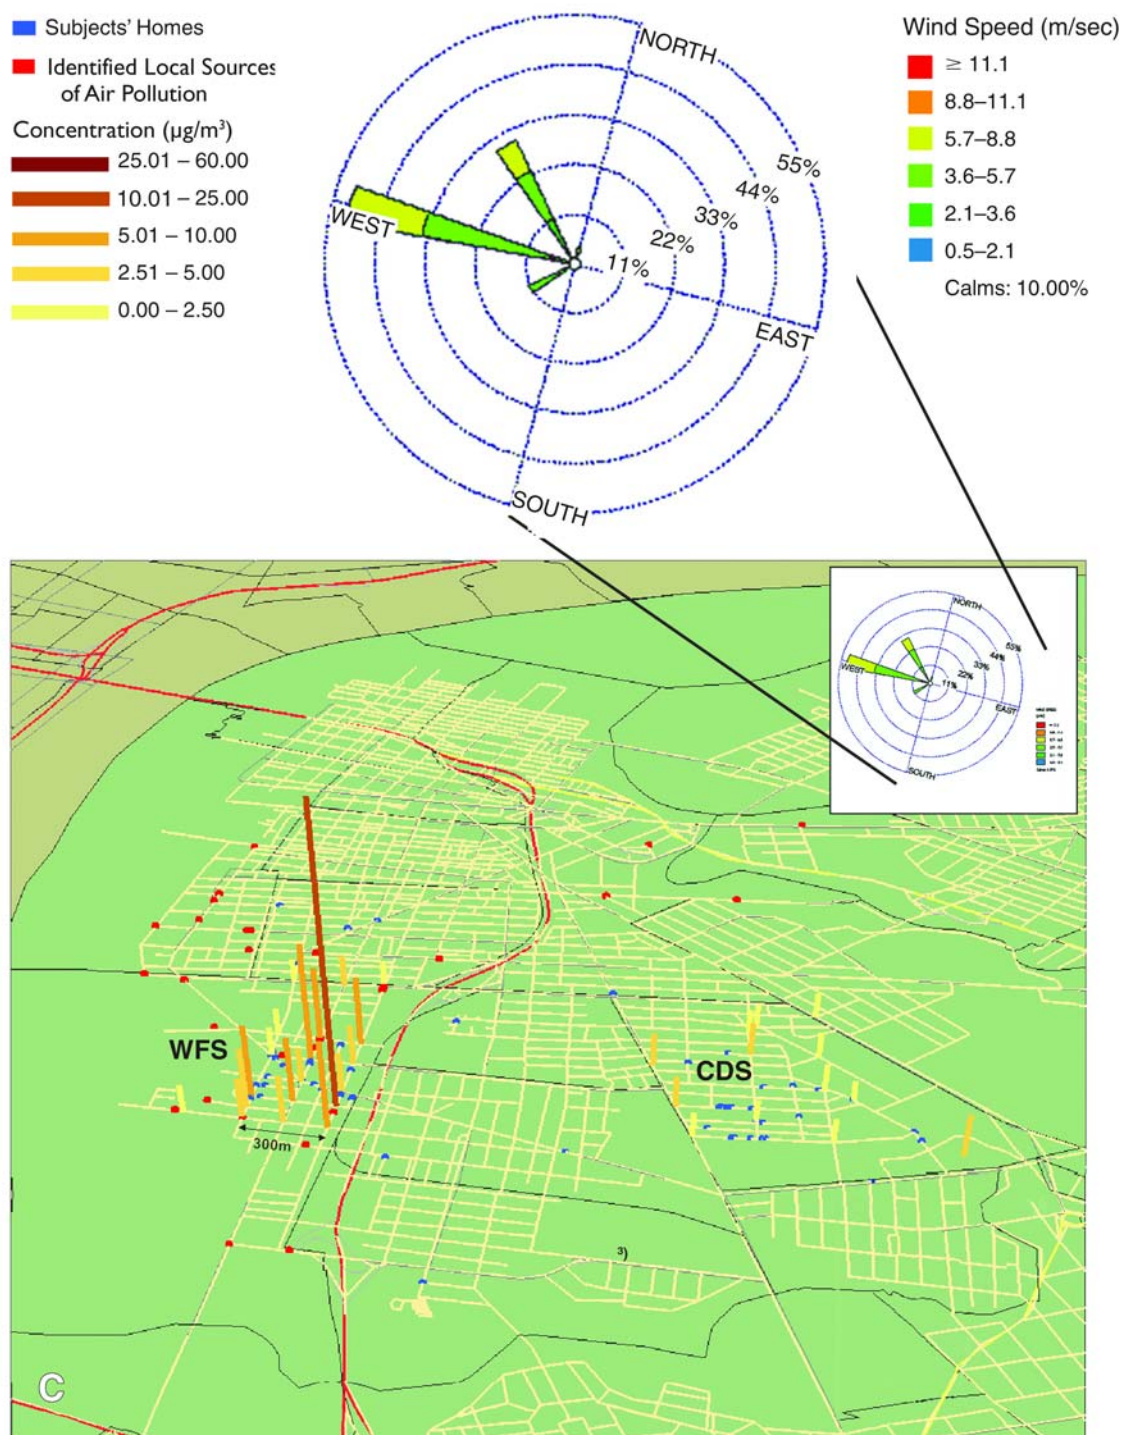 Subjects' Homes
Identified Local Sources
of Air Pollution
Concentration (µg/m³)
25.01 – 60.00
10.01 – 25.00
5.01 – 10.00
2.51 – 5.00
0.00 – 2.50
NORTH
55%
44%
33%
22%
11%
WEST
EAST
SOUTH
Wind Speed (m/sec)
≥ 11.1
8.8–11.1
5.7–8.8
3.6–5.7
2.1–3.6
0.5–2.1
Calms: 10.00%
NORTH
55%
44%
33%
22%
11%
WEST
EAST
SOUTH
WFS
CDS
300m
3)
C